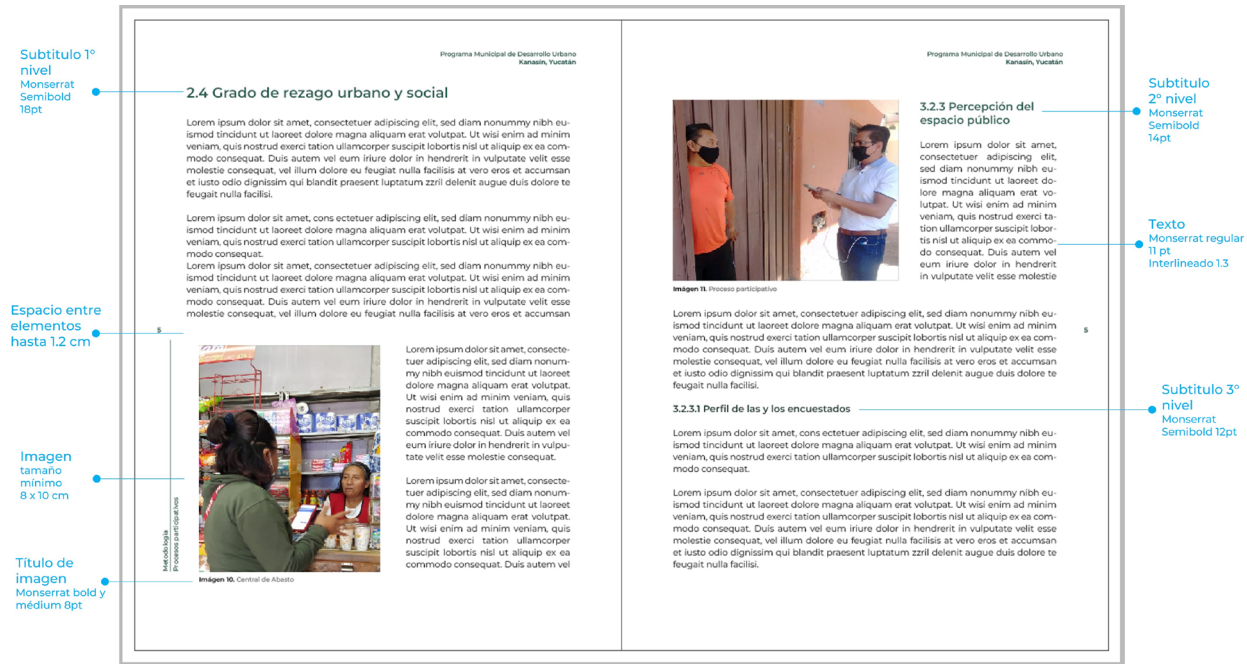 Subtitulo 1°
nivel
Monserrat
Semibold
18pt
Espacio entre
elementos
hasta 1.2 cm
Imagen
tamaño
mínimo
8 x 10 cm
Título de
imagen
Monserrat bold y
médium 8pt
Programa Municipal de Desarrollo Urbano
Kanasín, Yucatán
2.4 Grado de rezago urbano y social
Lorem ipsum dolor sit amet, consectetuer adipiscing elit, sed diam nonummy nibh eu-
ismod tincidunt ut laoreet dolore magna aliquam erat volutpat. Ut wisi enim ad minim
veniam, quis nostrud exerci tation ullamcorper suscipit lobortis nisl ut aliquip ex ea com-
modo consequat. Duis autem vel eum iriure dolor in hendrerit in vulputate velit esse
molestie consequat, vel illum dolore eu feugiat nulla facilisis at vero eros et accumsan
et iusto odio dignissim qui blandit praesent luptatum zzril delenit augue duis dolore te
feugait nulla facilisi.
Lorem ipsum dolor sit amet, cons ectetuer adipiscing elit, sed diam nonummy nibh eu-
ismod tincidunt ut laoreet dolore magna aliquam erat volutpat. Ut wisi enim ad minim
veniam, quis nostrud exerci tation ullamcorper suscipit lobortis nisl ut aliquip ex ea com-
modo consequat.
Lorem ipsum dolor sit amet, consectetuer adipiscing elit, sed diam nonummy nibh eu-
ismod tincidunt ut laoreet dolore magna aliquam erat volutpat. Ut wisi enim ad minim
veniam, quis nostrud exerci tation ullamcorper suscipit lobortis nisl ut aliquip ex ea com-
modo consequat. Duis autem vel eum iriure dolor in hendrerit in vulputate velit esse
molestie consequat, vel illum dolore eu feugiat nulla facilisis at vero eros et accumsan
5
Metodología
Procesos participativos
Lorem ipsum dolor sit amet, consecte-
tuer adipiscing elit, sed diam nonum-
my nibh euismod tincidunt ut laoreet
dolore magna aliquam erat volutpat.
Ut wisi enim ad minim veniam, quis
nostrud exerci tation ullamcorper
suscipit lobortis nisl ut aliquip ex ea
commodo consequat. Duis autem vel
eum iriure dolor in hendrerit in vulpu-
tate velit esse molestie consequat.
Lorem ipsum dolor sit amet, consecte-
tuer adipiscing elit, sed diam nonum-
my nibh euismod tincidunt ut laoreet
dolore magna aliquam erat volutpat.
Ut wisi enim ad minim veniam, quis
nostrud exerci tation ullamcorper
suscipit lobortis nisl ut aliquip ex ea
commodo consequat. Duis autem vel
Imágen 10. Central de Abasto
Programa Municipal de Desarrollo Urbano
Kanasín, Yucatán
3.2.3 Percepción del
espacio público
Lorem ipsum dolor sit amet,
consectetuer adipiscing elit,
sed diam nonummy nibh eu-
ismod tincidunt ut laoreet do-
lore magna aliquam erat vo-
lutpat. Ut wisi enim ad minim
veniam, quis nostrud exerci ta-
tion ullamcorper suscipit lobor-
tis nisl ut aliquip ex ea commo-
do consequat. Duis autem vel
eum iriure dolor in hendrerit
in vulputate velit esse molestie
Imágen 11. Proceso participativo
Lorem ipsum dolor sit amet, consectetuer adipiscing elit, sed diam nonummy nibh eu-
ismod tincidunt ut laoreet dolore magna aliquam erat volutpat. Ut wisi enim ad minim
veniam, quis nostrud exerci tation ullamcorper suscipit lobortis nisl ut aliquip ex ea com-
modo consequat. Duis autem vel eum iriure dolor in hendrerit in vulputate velit esse
molestie consequat, vel illum dolore eu feugiat nulla facilisis at vero eros et accumsan
et iusto odio dignissim qui blandit praesent luptatum zzril delenit augue duis dolore te
feugait nulla facilisi.
5
3.2.3.1 Perfil de las y los encuestados
Lorem ipsum dolor sit amet, consectetuer adipiscing elit, sed diam nonummy nibh eu-
ismod tincidunt ut laoreet dolore magna aliquam erat volutpat. Ut wisi enim ad minim
veniam, quis nostrud exerci tation ullamcorper suscipit lobortis nisl ut aliquip ex ea com-
modo consequat.
Lorem ipsum dolor sit amet, consectetuer adipiscing elit, sed diam nonummy nibh eu-
ismod tincidunt ut laoreet dolore magna aliquam erat volutpat. Ut wisi enim ad minim
veniam, quis nostrud exerci tation ullamcorper suscipit lobortis nisl ut aliquip ex ea com-
modo consequat. Duis autem vel eum iriure dolor in hendrerit in vulputate velit esse
molestie consequat, vel illum dolore eu feugiat nulla facilisis at vero eros et accumsan
et iusto odio dignissim qui blandit praesent luptatum zzril delenit augue duis dolore te
feugait nulla facilisi.
Subtitulo
2° nivel
Monserrat
Semibold
14pt
Texto
Monserrat regular
11 pt
Interlineado 1.3
Subtitulo 3°
nivel
Monserrat
Semibold 12pt